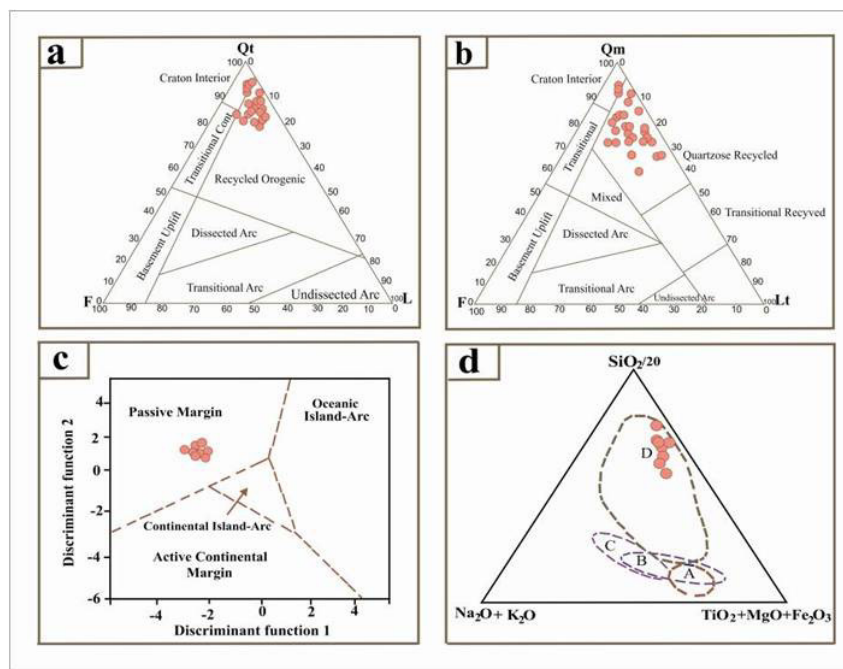 a
Qt
100 0
Craton Interior
90 10
80 20
Transitional Cont
70 30
60 Recycled Orogenic 40
50 50
40 60
Basement Uplift
Dissected Arc
30 70
20 80
10 Transitional Arc 90
Undissected Arc
F 0 100 L
100 90 80 70 60 50 40 30 20 10 0
b
Qm
100 0
Craton Interior
90 10
80 20
Transitional
70 30
Quartzose Recycled
60 40
50 50
Mixed
Transitional Recyved
40 60
Basement Uplift
Dissected Arc
30 70
20 80
10 Transitional Arc 90
Undissected Arc
F 0 100 Lt
100 90 80 70 60 50 40 30 20 10 0
c
Discriminant function 2
4
2
0
-2
-4
-6
Passive Margin
Oceanic
Island-Arc
Continental Island-Arc
Active Continental
Margin
-4 -2 0 2 4
Discriminant function 1
d
SiO₂/20
D
C
B
A
Na₂O + K₂O
TiO₂+MgO+Fe₂O₃